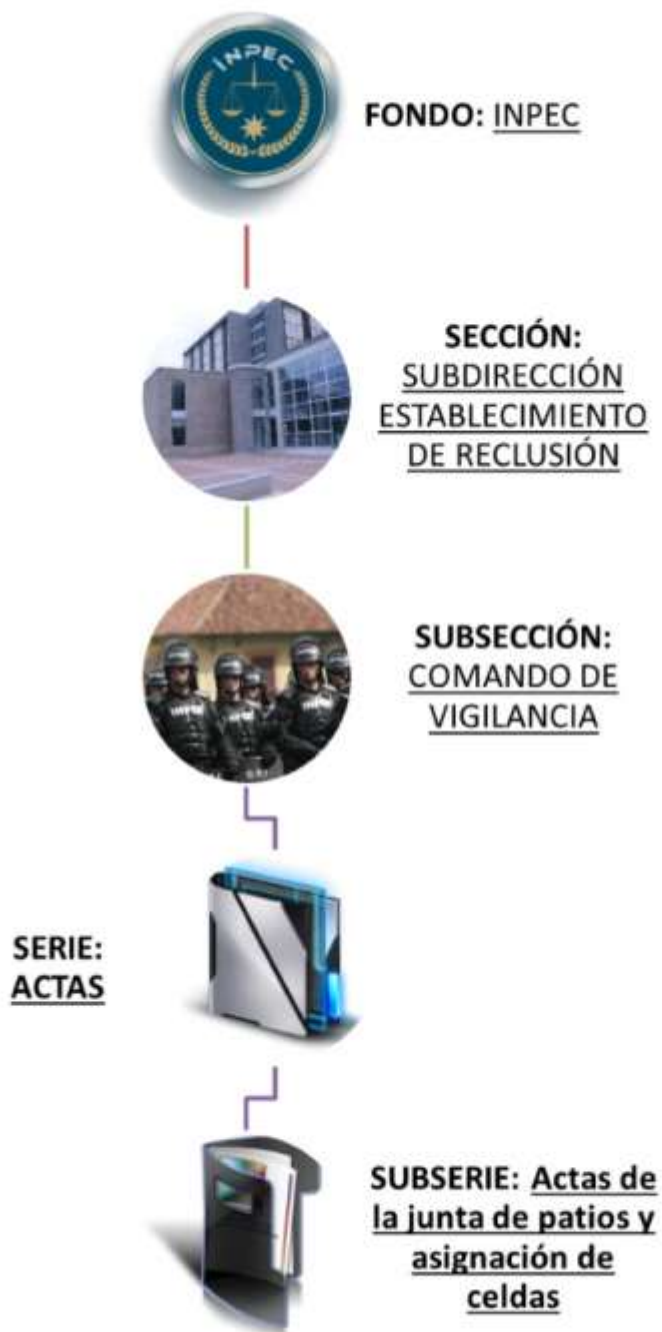 INPEC
FONDO: INPEC
SECCIÓN:
SUBDIRECCIÓN
ESTABLECIMIENTO
DE RECLUSIÓN
SUBSECCIÓN:
COMANDO DE
VIGILANCIA
SERIE:
ACTAS
SUBSERIE: Actas de
la junta de patios y
asignación de
celdas